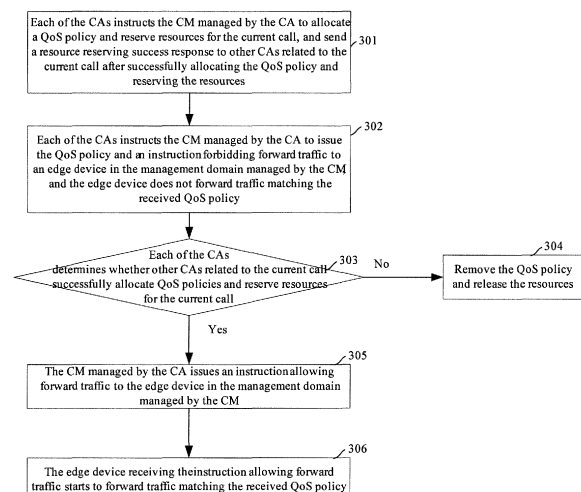 Each of the CAs instructs the CM managed by the CA to allocate
a QoS policy and reserve resources for the current call, and send
a resource reserving success response to other CAs related to the
current call after successfully allocating the QoS policy and
reserving the resources
301
302
Each of the CAs instructs the CM managed by the CA to issue
the QoS policy and an instruction forbidding forward traffic to
an edge device in the management domain managed by the CM
and the edge device does not forward traffic matching the
received QoS policy
303
Each of the CAs
determines whether other CAs related to the current call
successfully allocate QoS policies and reserve resources
for the current call
No
304
Remove the QoS policy
and release the resources
Yes
305
The CM managed by the CA issues an instruction allowing
forward traffic to the edge device in the management domain
managed by the CM
306
The edge device receiving the instruction allowing forward
traffic starts to forward traffic matching the received QoS policy